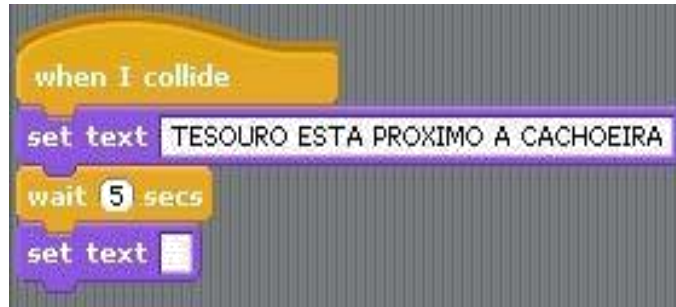 when I collide
set text TESOURO ESTA PROXIMO A CACHOEIRA
wait 5 secs
set text